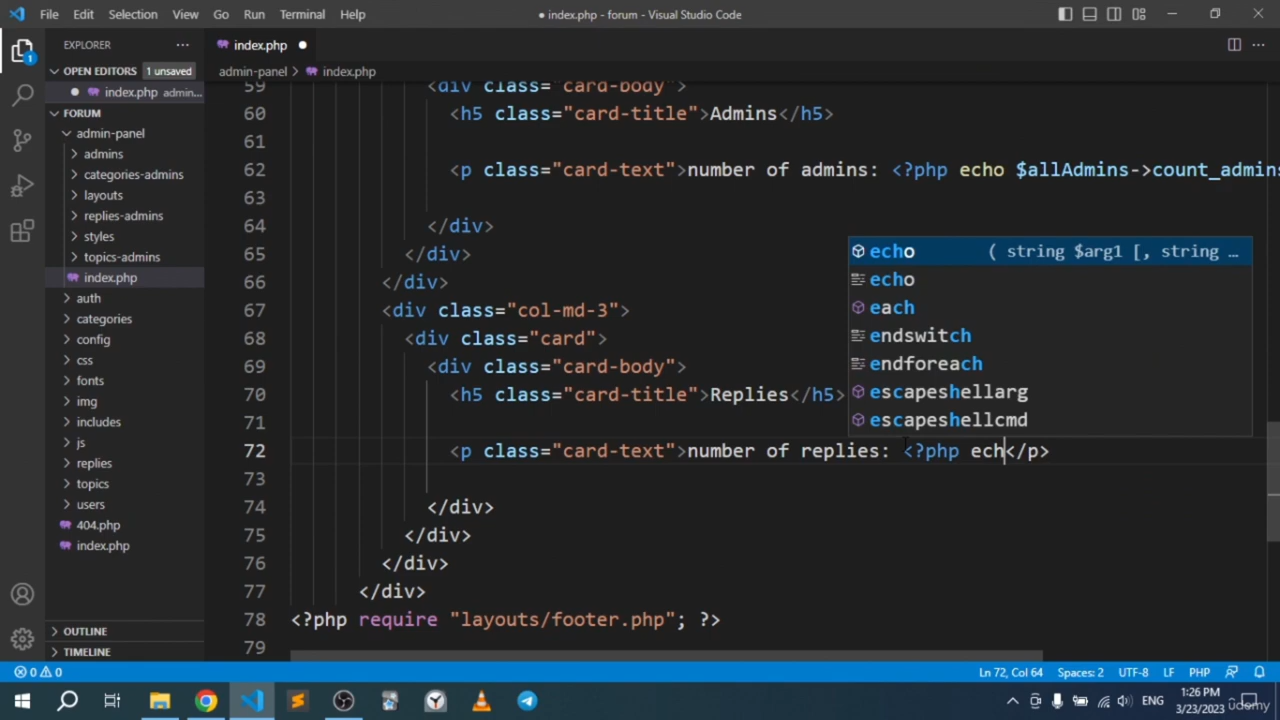 File Edit Selection View Go Run Terminal Help
● index.php - forum - Visual Studio Code
EXPLORER
index.php
OPEN EDITORS 1 unsaved
admin-panel > index.php
index.php admin...
FORUM
admin-panel
admins
categories-admins
layouts
replies-admins
styles
topics-admins
index.php
auth
categories
config
css
fonts
img
includes
js
replies
topics
users
404.php
index.php
OUTLINE
TIMELINE
59 <div class="card-body">
60 <h5 class="card-title">Admins</h5>
61
62 <p class="card-text">number of admins: <?php echo $allAdmins->count_admins
63
64 </div>
65 </div>
66 </div>
67 <div class="col-md-3">
68 <div class="card">
69 <div class="card-body">
70 <h5 class="card-title">Replies</h5>
71
72 <p class="card-text">number of replies: <?php ech</p>
73
74 </div>
75 </div>
76 </div>
77 </div>
78 <?php require "layouts/footer.php"; ?>
79
echo ( string $arg1 [, string …
echo
each
endswitch
endforeach
escapeshellarg
escapeshellcmd
0 0
Ln 72, Col 64 Spaces: 2 UTF-8 LF PHP
ENG
1:26 PM
3/23/2023
udemy